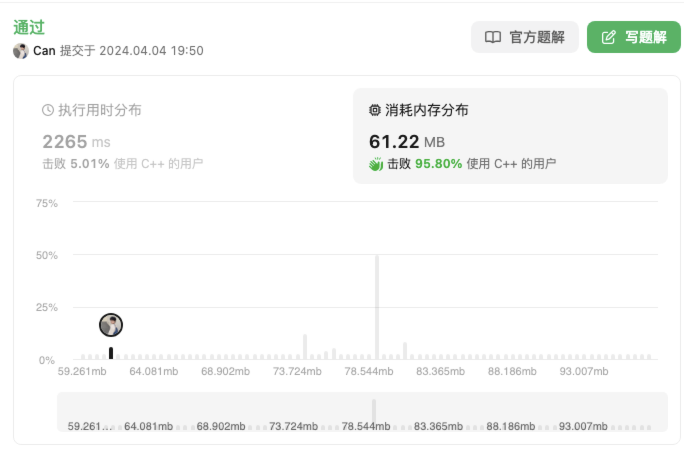 通过
Can 提交于 2024.04.04 19:50
官方题解
写题解
执行用时分布
2265 ms
击败 5.01% 使用 C++ 的用户
消耗内存分布
61.22 MB
击败 95.80% 使用 C++ 的用户
75%
50%
25%
0%
59.261mb 64.081mb 68.902mb 73.724mb 78.544mb 83.365mb 88.186mb 93.007mb
59.261... 64.081mb 68.902mb 73.724mb 78.544mb 83.365mb 88.186mb 93.007mb